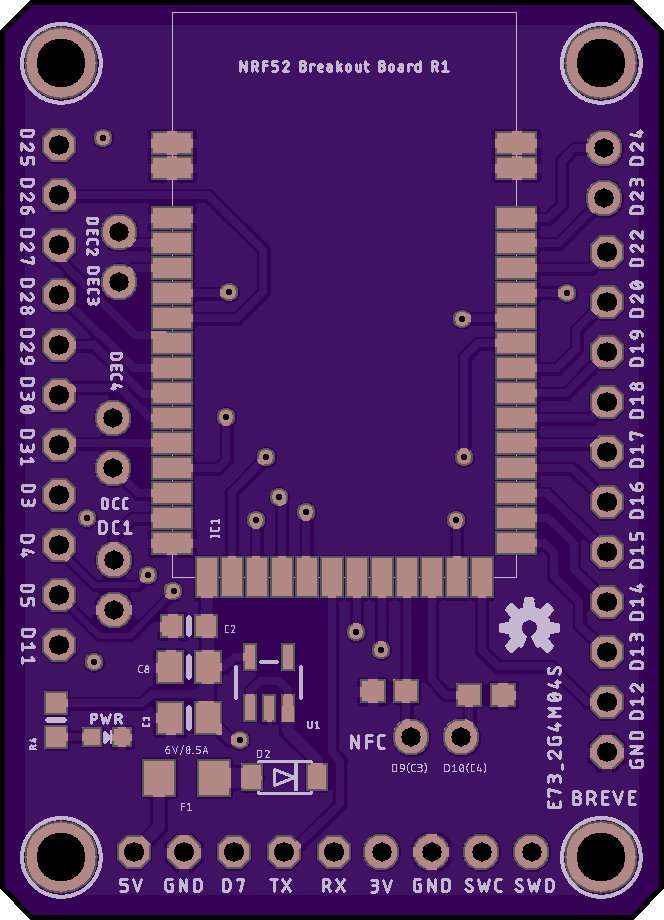 NRF52 Breakout Board R1
D25
D26
D27
D28
D29
D30
D31
D3
D4
D5
D11
DEC2
DEC3
DEC4
DCC
DC1
IC1
D24
D23
D22
D20
D19
D18
D17
D16
D15
D14
D13
D12
GND
C2
C8
C3
R4
PWR
6V/0.5A
U1
D2
F1
NFC
D9(C3)
D10(C4)
E73_2G4M04S
BREVE
5V GND D7 TX RX 3V GND SWC SWD